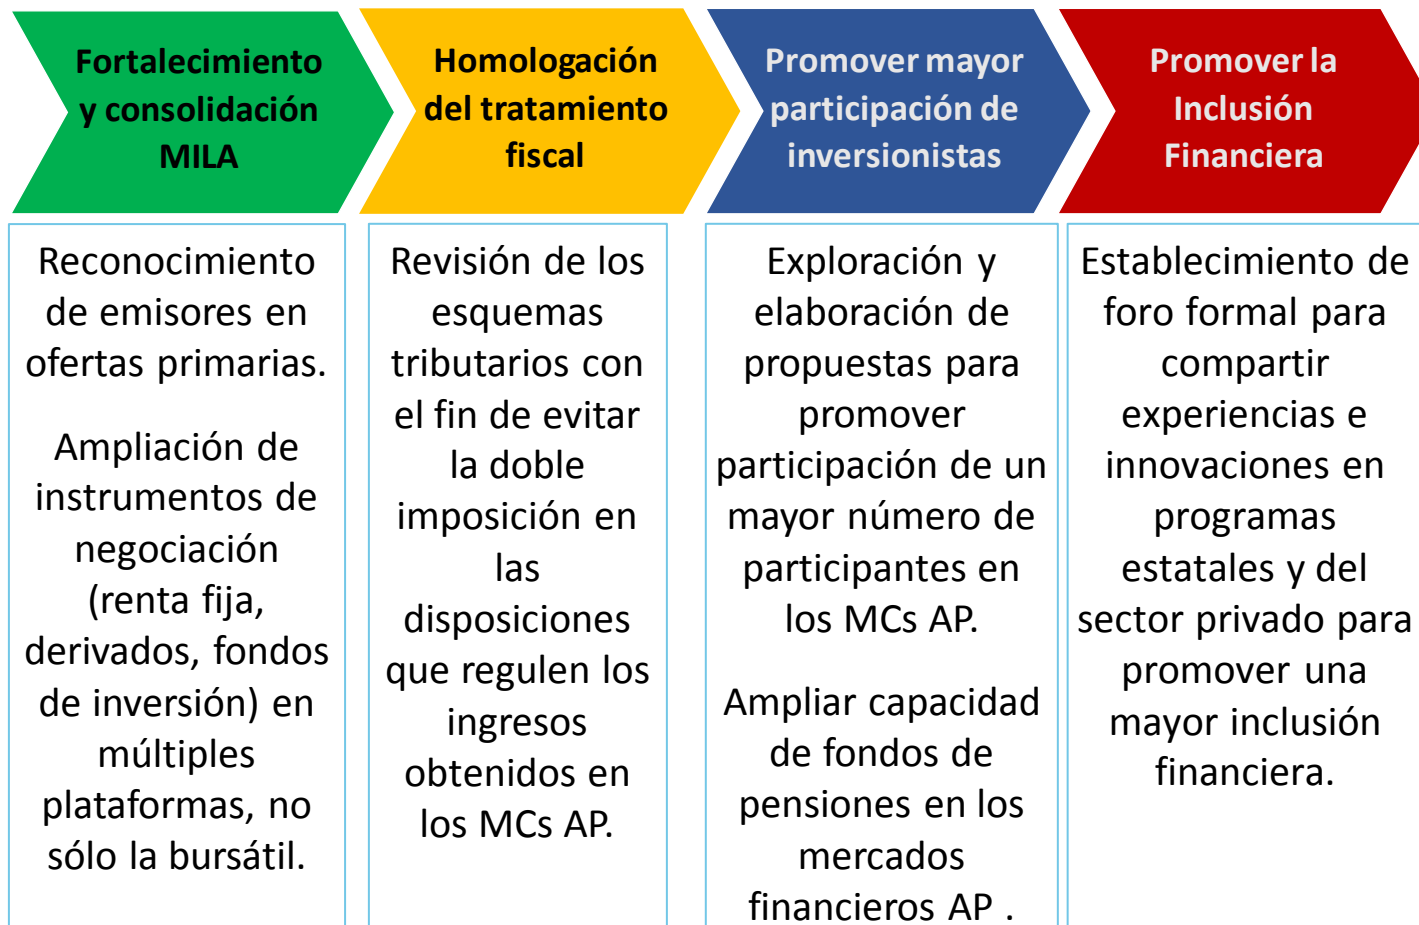 Fortalecimiento
y consolidación
MILA
Homologación
del tratamiento
fiscal
Promover mayor
participación de
inversionistas
Promover la
Inclusión
Financiera
Reconocimiento
de emisores en
ofertas primarias.
Ampliación de
instrumentos de
negociación
(renta fija,
derivados, fondos
de inversión) en
múltiples
plataformas, no
sólo la bursátil.
Revisión de los
esquemas
tributarios con
el fin de evitar
la doble
imposición en
las
disposiciones
que regulen los
ingresos
obtenidos en
los MCs AP.
Exploración y
elaboración de
propuestas para
promover
participación de un
mayor número de
participantes en
los MCs AP.
Ampliar capacidad
de fondos de
pensiones en los
mercados
financieros AP .
Establecimiento de
foro formal para
compartir
experiencias e
innovaciones en
programas
estatales y del
sector privado para
promover una
mayor inclusión
financiera.